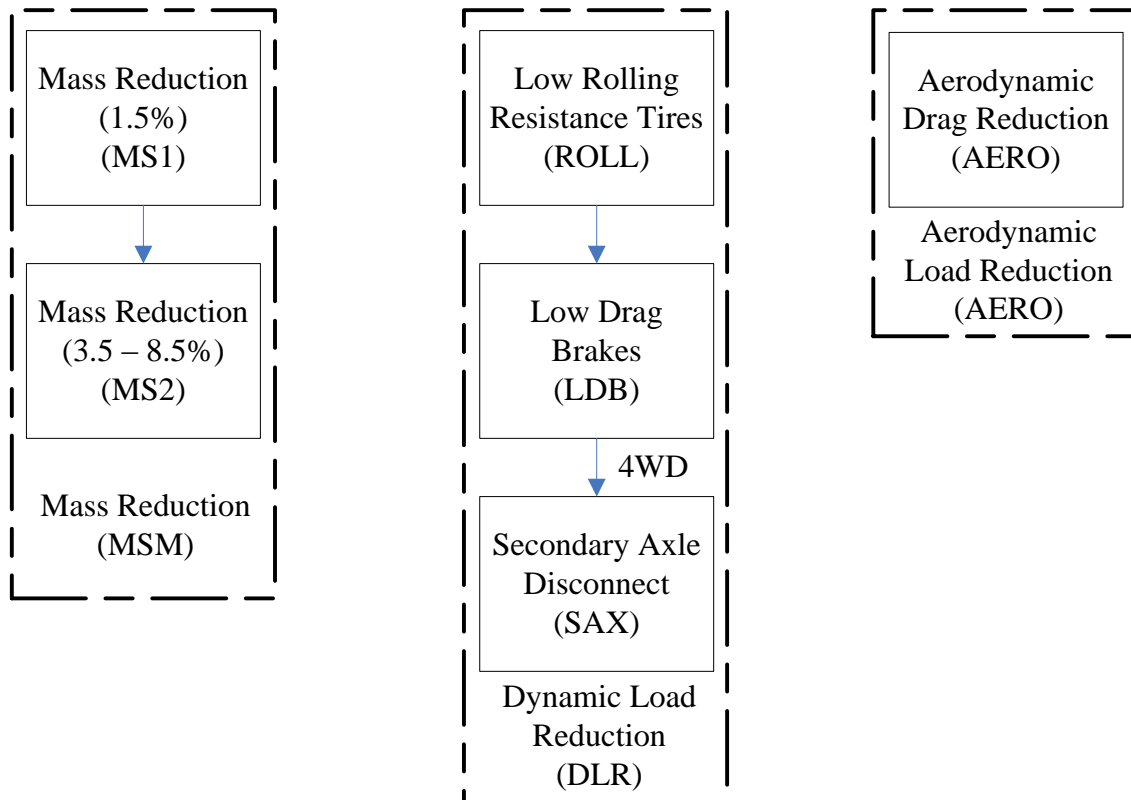 Mass Reduction
(1.5%)
(MS1)
Mass Reduction
(3.5 – 8.5%)
(MS2)
Mass Reduction
(MSM)
Low Rolling
Resistance Tires
(ROLL)
Low Drag
Brakes
(LDB)
4WD
Secondary Axle
Disconnect
(SAX)
Dynamic Load
Reduction
(DLR)
Aerodynamic
Drag Reduction
(AERO)
Aerodynamic
Load Reduction
(AERO)